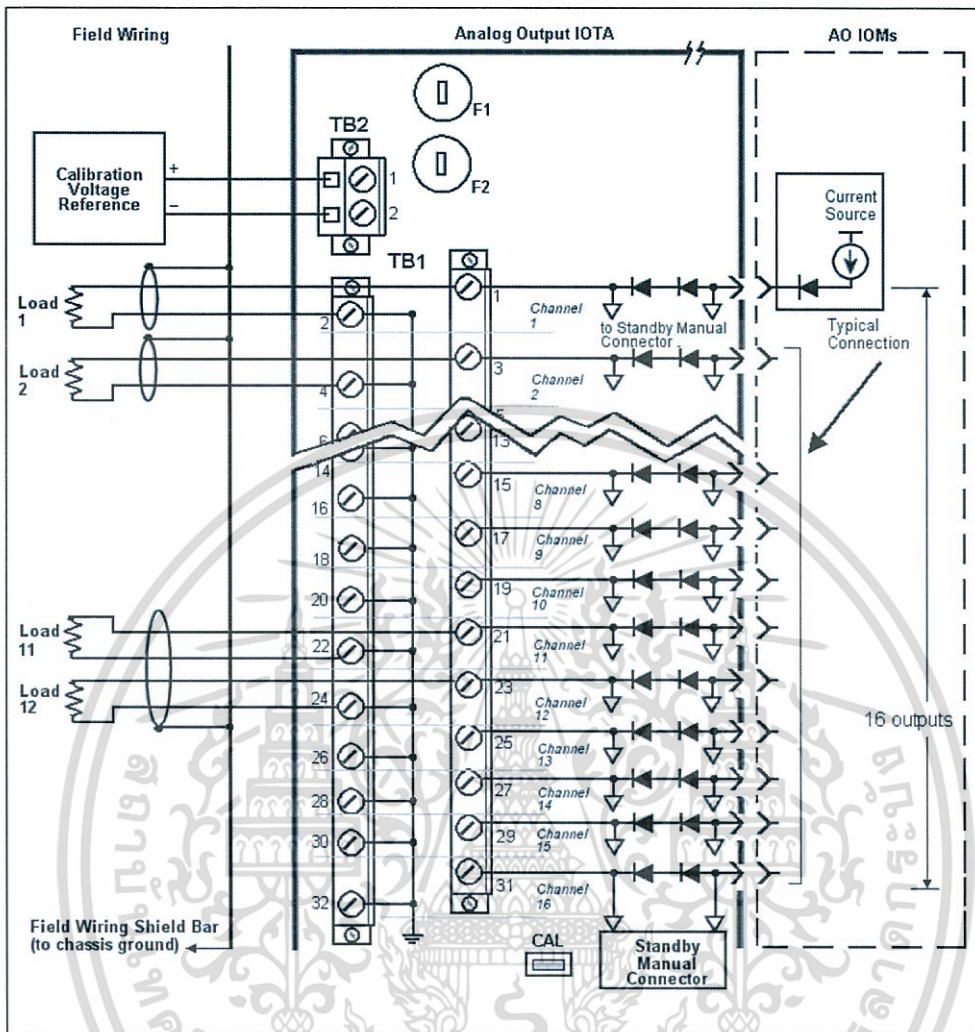 Field Wiring
Analog Output IOTA
AO IOMs
F1
TB2
F2
Calibration
Voltage
Reference
+
–
1
2
Current
Source
TB1
Load
1
2
1
Channel
1
to Standby Manual
Connector
Typical
Connection
Load
2
4
3
Channel
2
6
5
14
13
16
15
Channel
8
18
17
Channel
9
20
19
Channel
10
Load
11
22
21
Channel
11
Load
12
24
23
Channel
12
16 outputs
26
25
Channel
13
28
27
Channel
14
30
29
Channel
15
32
31
Channel
16
Field Wiring Shield Bar
(to chassis ground)
CAL
Standby
Manual
Connector